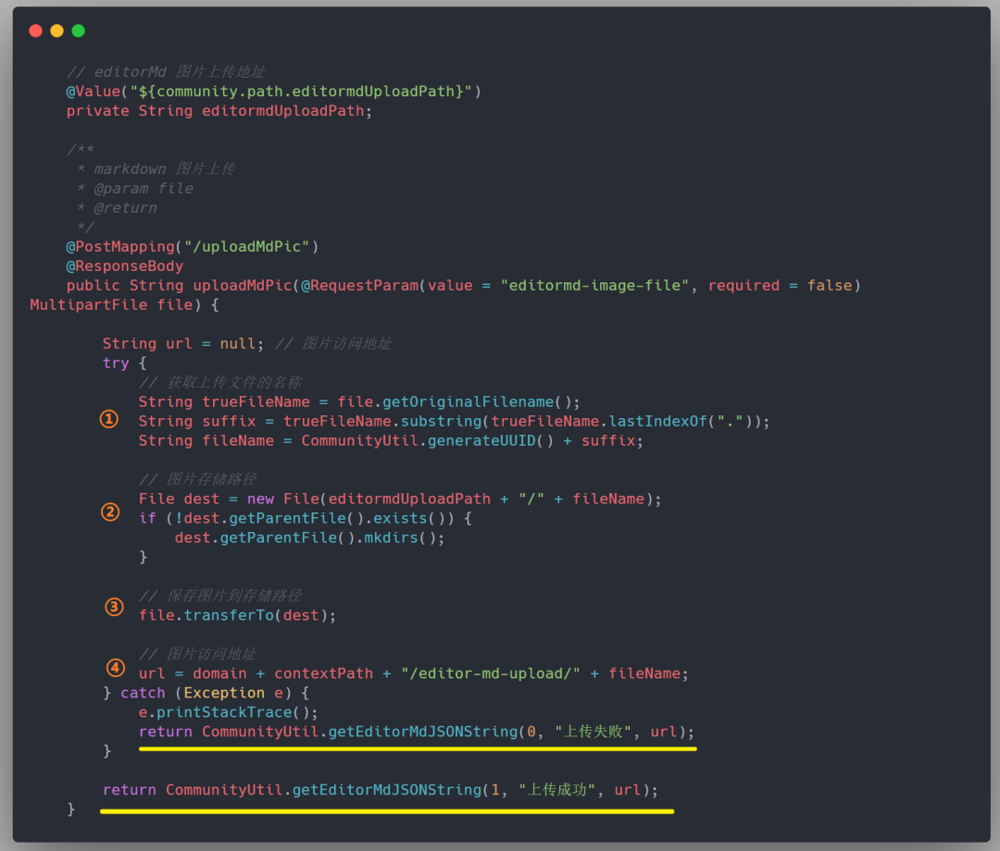 // editorMd 图片上传地址
@Value("${community.path.editormdUploadPath}")
private String editormdUploadPath;
/**
* markdown 图片上传
* @param file
* @return
*/
@PostMapping("/uploadMdPic")
@ResponseBody
public String uploadMdPic(@RequestParam(value = "editormd-image-file", required = false)
MultipartFile file) {
String url = null; // 图片访问地址
try {
// 获取上传文件的名称
String trueFileName = file.getOriginalFilename();
① String suffix = trueFileName.substring(trueFileName.lastIndexOf("."));
String fileName = CommunityUtil.generateUUID() + suffix;
// 图片存储路径
File dest = new File(editormdUploadPath + "/" + fileName);
② if (!dest.getParentFile().exists()) {
dest.getParentFile().mkdirs();
}
// 保存图片到存储路径
③ file.transferTo(dest);
// 图片访问地址
④ url = domain + contextPath + "/editor-md-upload/" + fileName;
} catch (Exception e) {
e.printStackTrace();
return CommunityUtil.getEditorMdJSONString(0, "上传失败", url);
}
return CommunityUtil.getEditorMdJSONString(1, "上传成功", url);
}